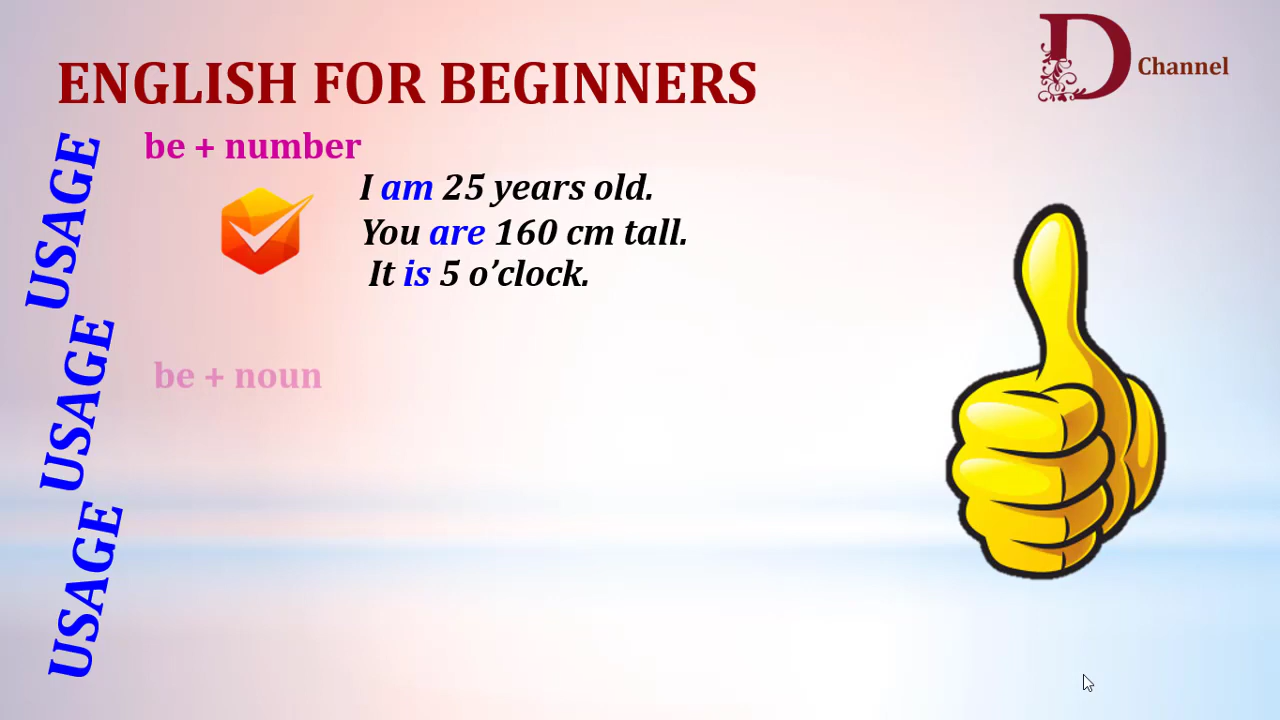 ENGLISH FOR BEGINNERS
D Channel
USAGE
be + number
I am 25 years old.
You are 160 cm tall.
It is 5 o’clock.
USAGE
be + noun
USAGE